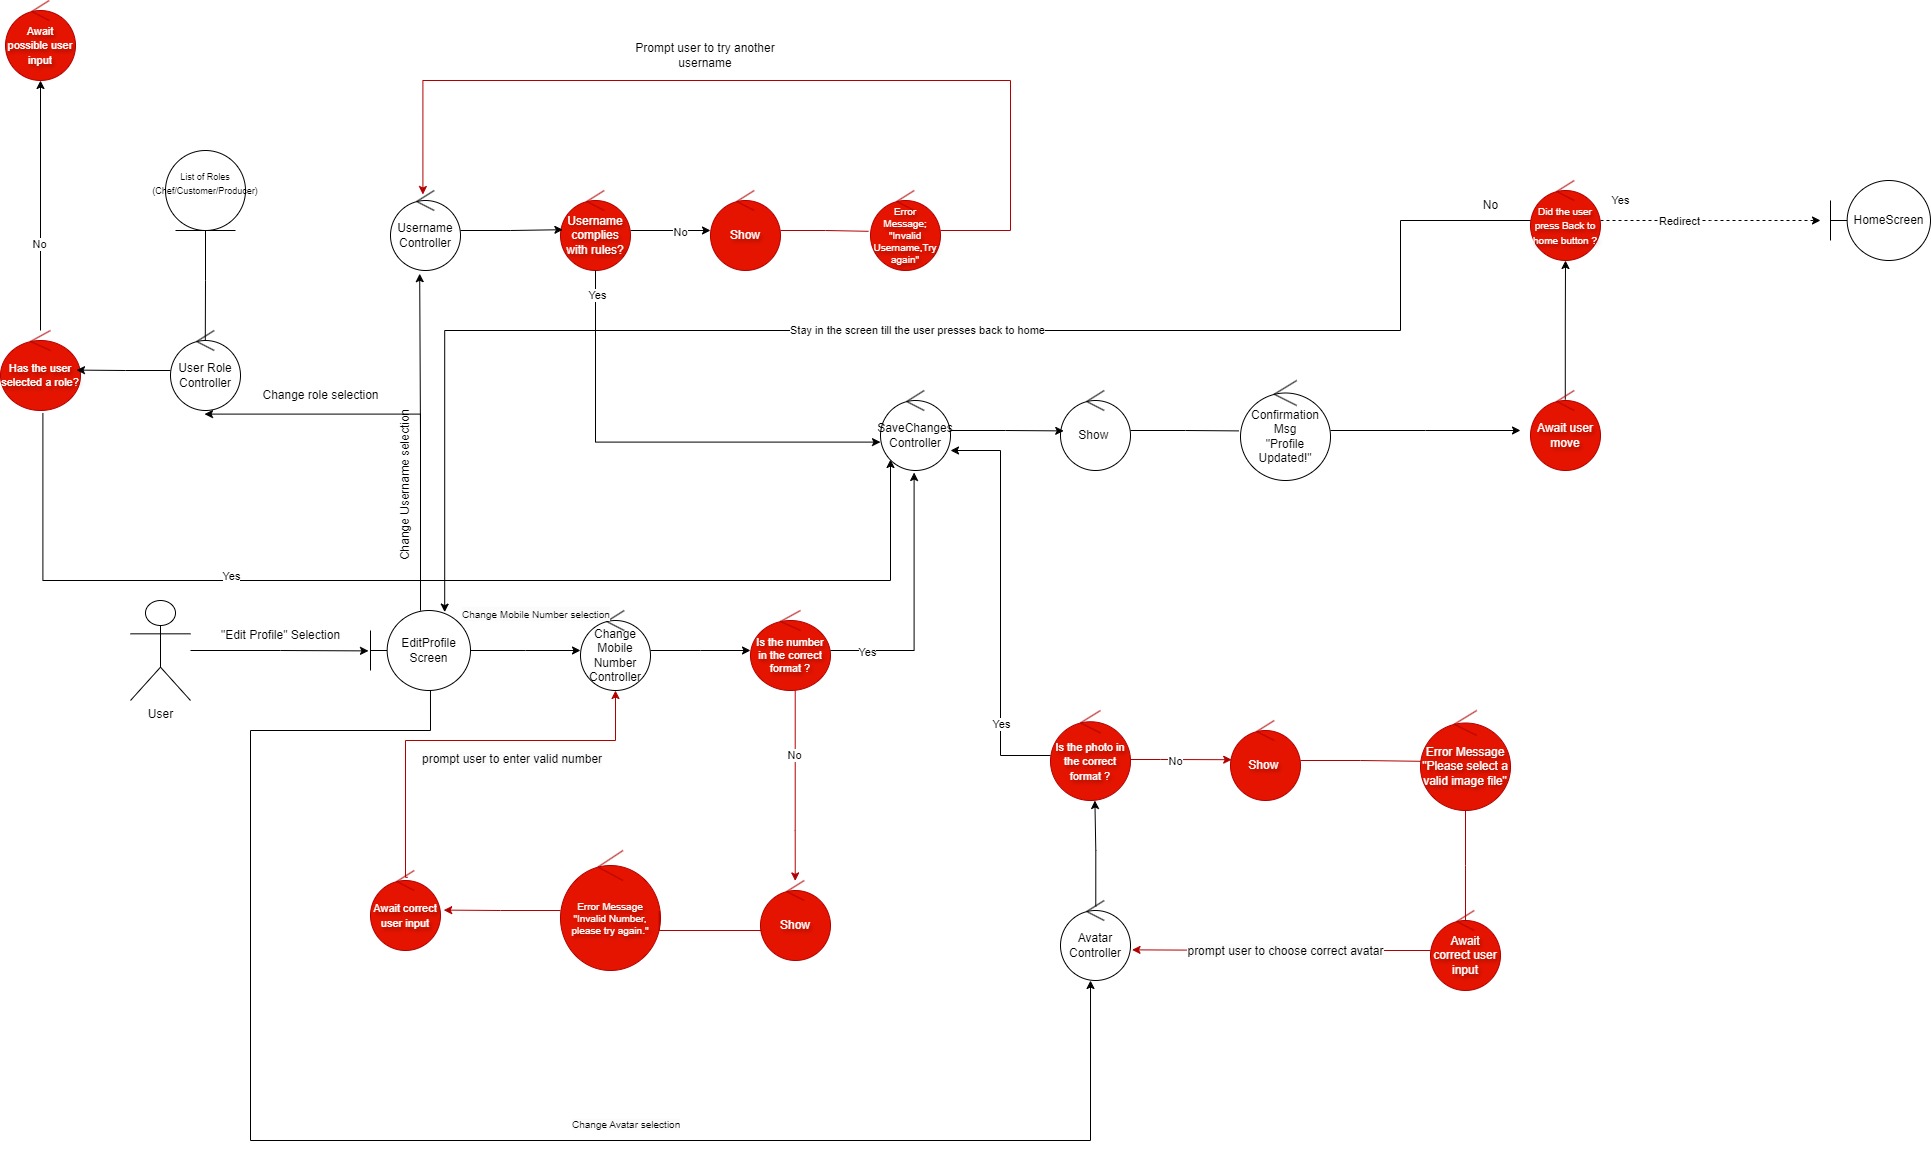 Await
possible user
input
Prompt user to try another
username
List of Roles
(Chef/Customer/Producer)
No
Username
Controller
Username
complies
with rules?
No
Show
Error
Message;
"Invalid
Username,Try
again"
No
Did the user
press Back to
home button ?
Yes
Redirect
HomeScreen
Yes
Stay in the screen till the user presses back to home
Has the user
selected a role?
User Role
Controller
Change role selection
Change Username selection
SaveChanges
Controller
Show
Confirmation
Msg
"Profile
Updated!"
Await user
move
Yes
"Edit Profile" Selection
User
EditProfile
Screen
Change Mobile Number selection
Change
Mobile
Number
Controller
Is the number
in the correct
format ?
Yes
No
prompt user to enter valid number
Yes
Is the photo in
the correct
format ?
No
Show
Error Message
"Please select a
valid image file"
Await correct
user input
Error Message
"Invalid Number,
please try again."
Show
Avatar
Controller
prompt user to choose correct avatar
Await
correct user
input
Change Avatar selection